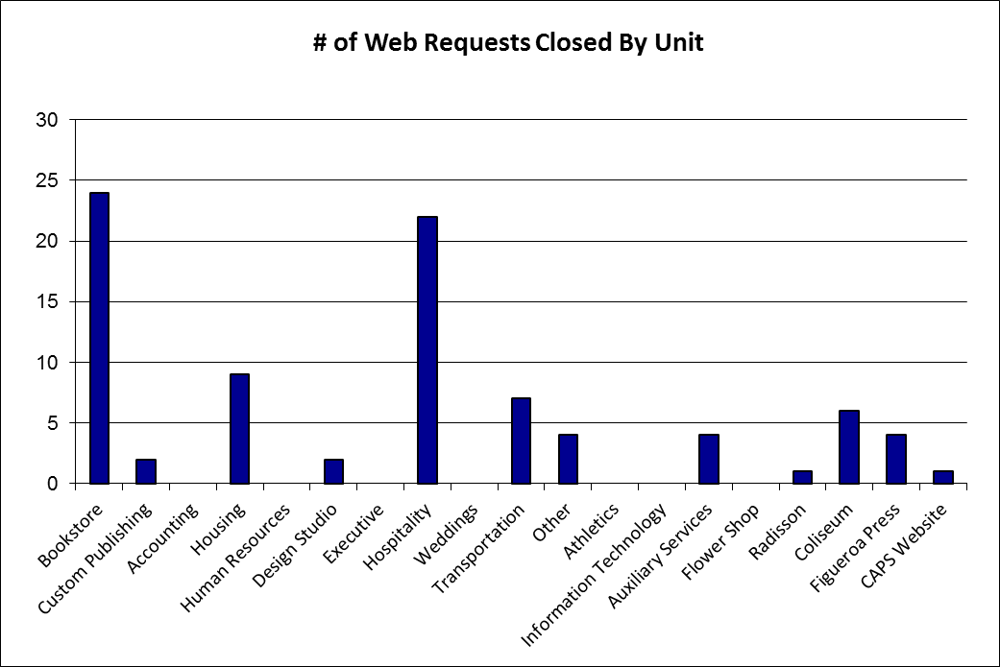 # of Web Requests Closed By Unit
30
25
20
15
10
5
0
Bookstore
Custom Publishing
Accounting
Housing
Human Resources
Design Studio
Executive
Hospitality
Weddings
Transportation
Other
Athletics
Information Technology
Auxiliary Services
Flower Shop
Radisson
Coliseum
Figueroa Press
CAPS Website